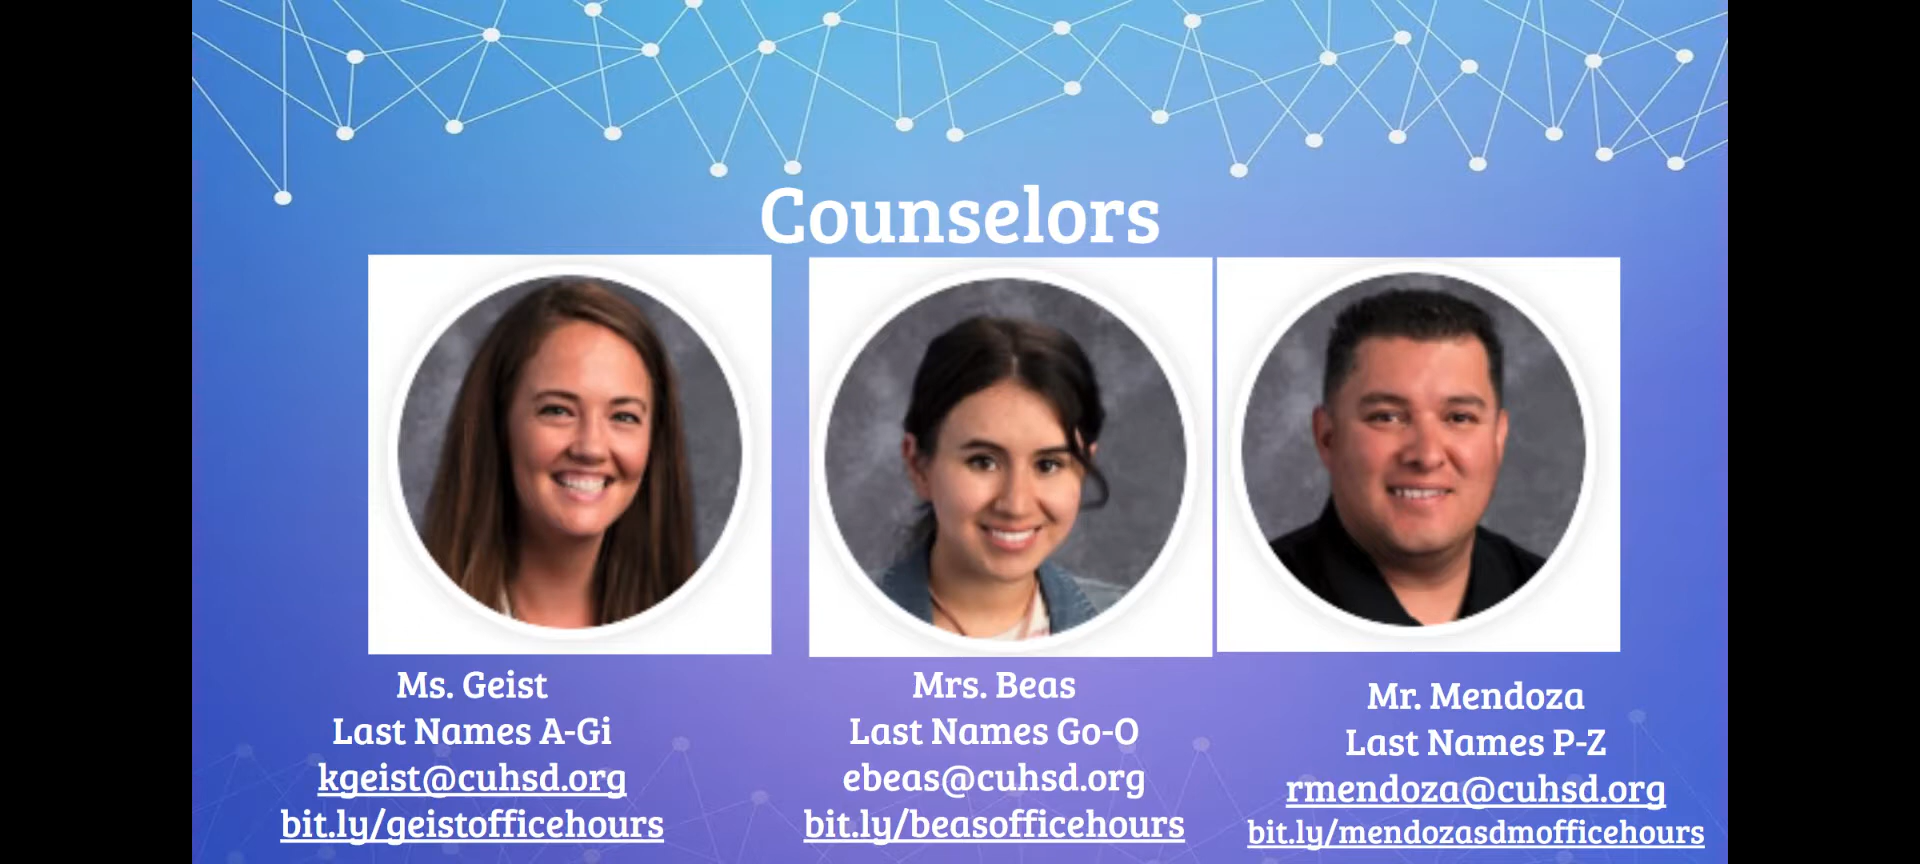 Counselors
Ms. Geist
Last Names A-Gi
kgeist@cuhsd.org
bit.ly/geistofficehours
Mrs. Beas
Last Names Go-O
ebeas@cuhsd.org
bit.ly/beasofficehours
Mr. Mendoza
Last Names P-Z
rmendoza@cuhsd.org
bit.ly/mendozasdmofficehours